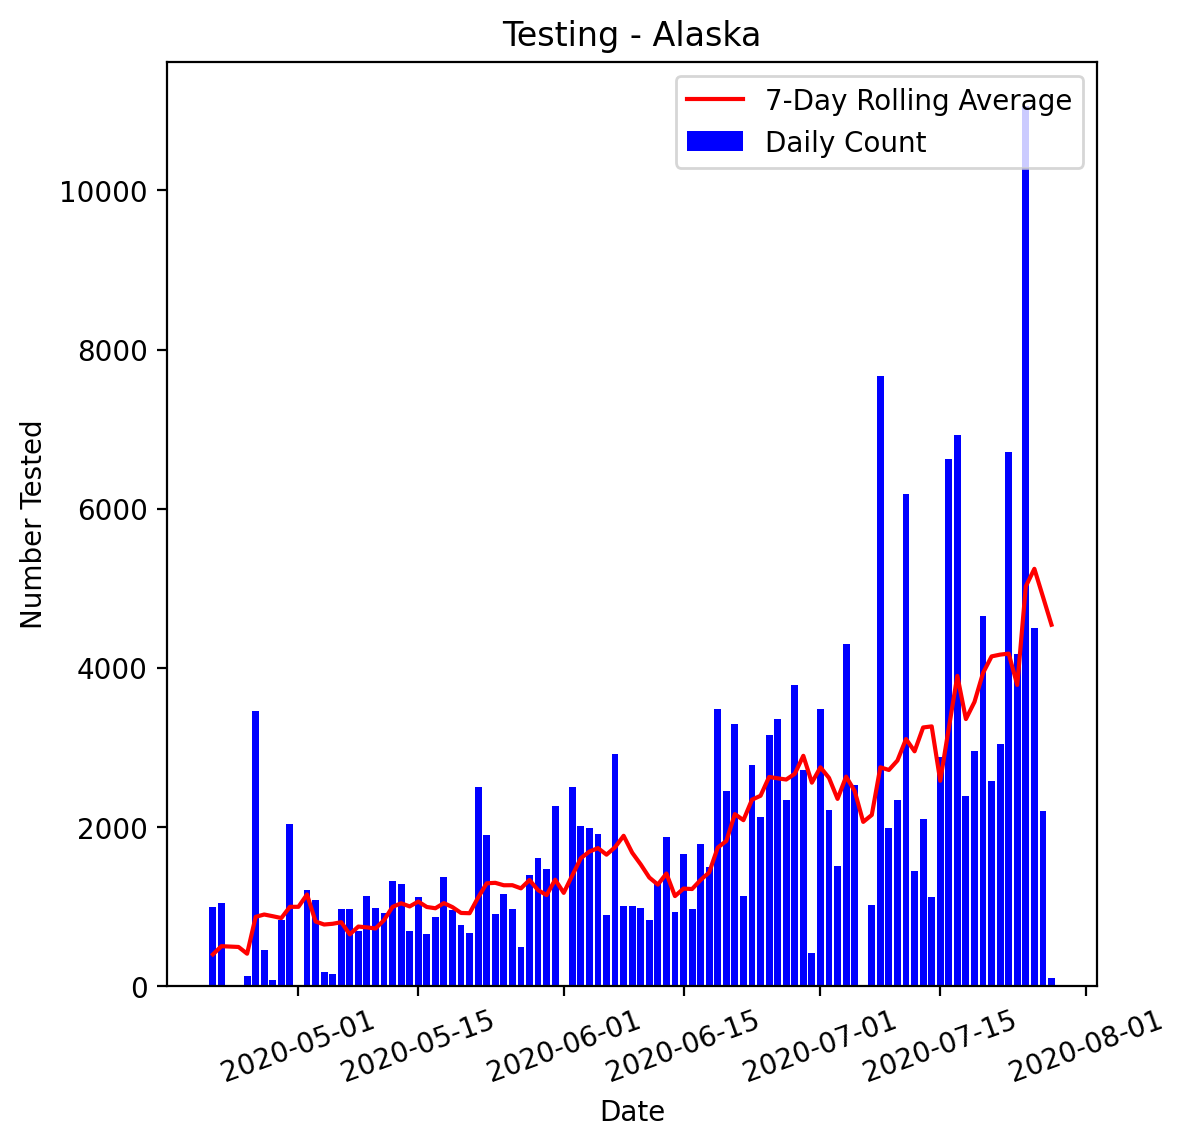 Testing - Alaska
7-Day Rolling Average
Daily Count
10000
8000
6000
4000
2000
0
Number Tested
2020-05-01
2020-05-15
2020-06-01
2020-06-15
2020-07-01
2020-07-15
2020-08-01
Date